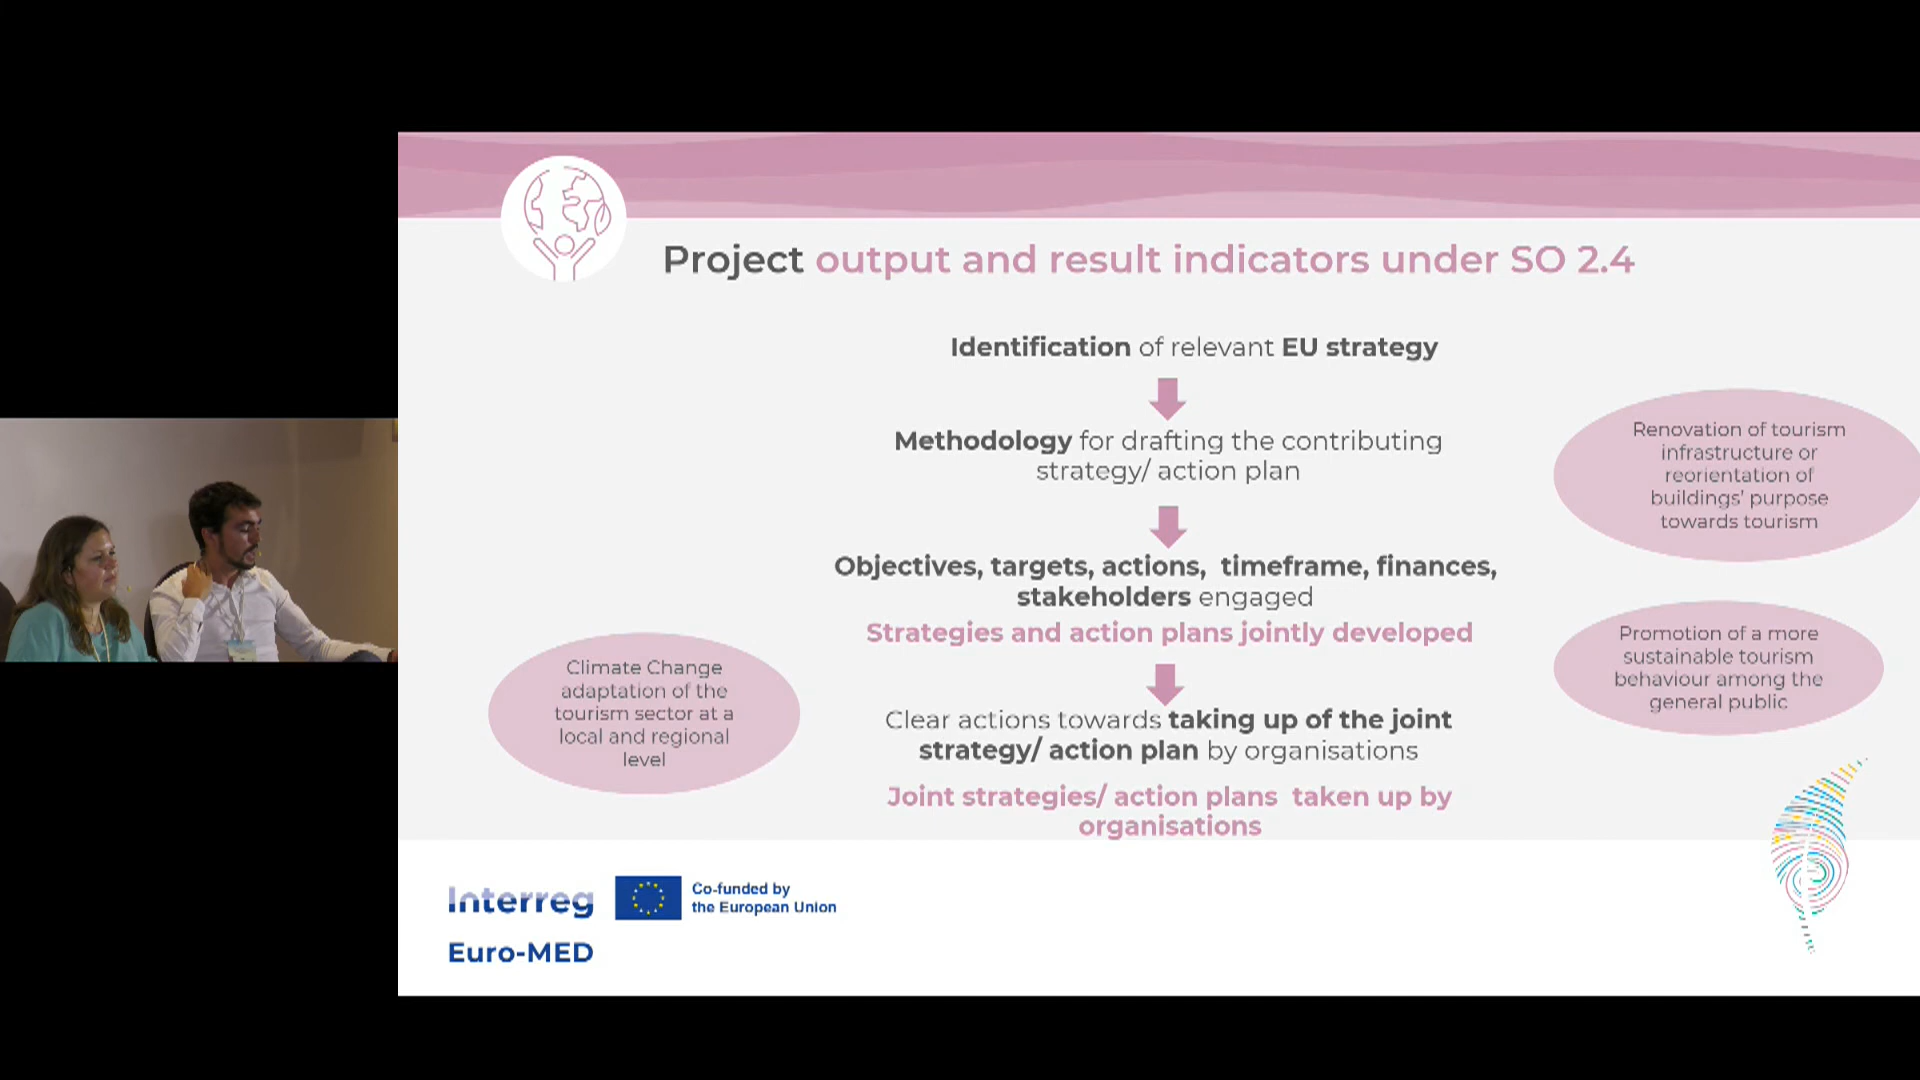 Project output and result indicators under SO 2.4
Identification of relevant EU strategy
Methodology for drafting the contributing
strategy/ action plan
Objectives, targets, actions, timeframe, finances,
stakeholders engaged
Strategies and action plans jointly developed
Clear actions towards taking up of the joint
strategy/ action plan by organisations
Joint strategies/ action plans taken up by
organisations
Climate Change
adaptation of the
tourism sector at a
local and regional
level
Renovation of tourism
infrastructure or
reorientation of
buildings’ purpose
towards tourism
Promotion of a more
sustainable tourism
behaviour among the
general public
Interreg
Co-funded by
the European Union
Euro-MED